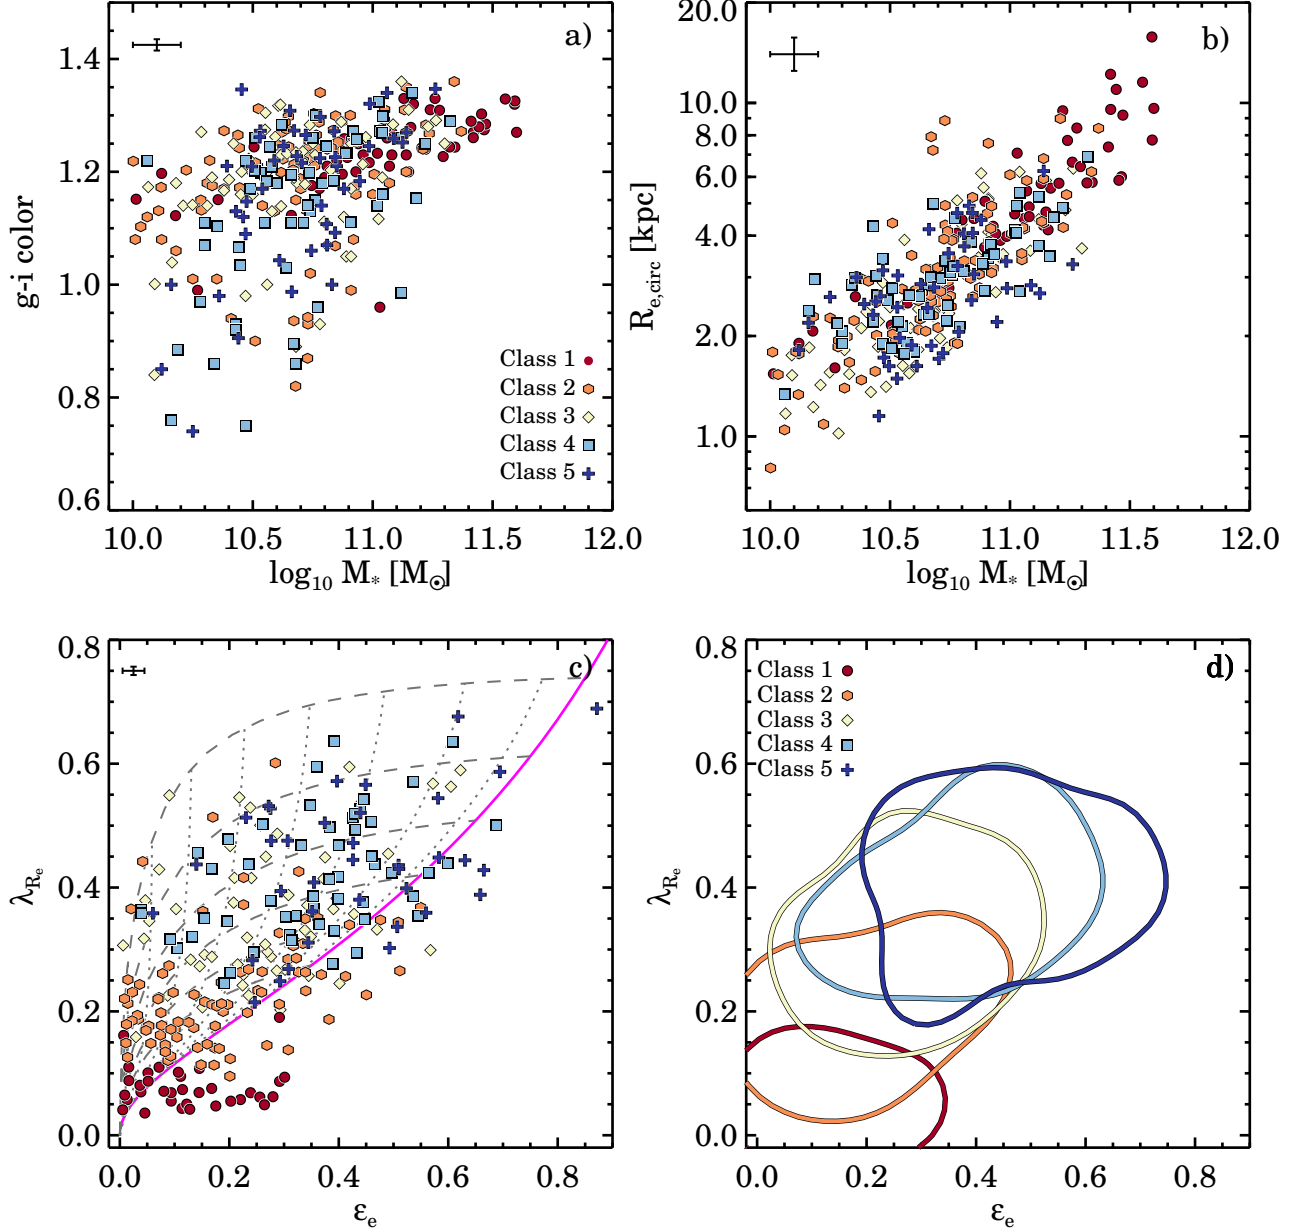 a)
g-i color
1.4
1.2
1.0
0.8
0.6
Class 1
Class 2
Class 3
Class 4
Class 5
10.0 10.5 11.0 11.5 12.0
log10 M* [M⊙]
b)
Re,circ [kpc]
20.0
10.0
8.0
6.0
4.0
2.0
1.0
10.0 10.5 11.0 11.5 12.0
log10 M* [M⊙]
c)
λRe
0.8
0.6
0.4
0.2
0.0
0.0 0.2 0.4 0.6 0.8
εe
d)
λRe
0.8
0.6
0.4
0.2
0.0
Class 1
Class 2
Class 3
Class 4
Class 5
0.0 0.2 0.4 0.6 0.8
εe